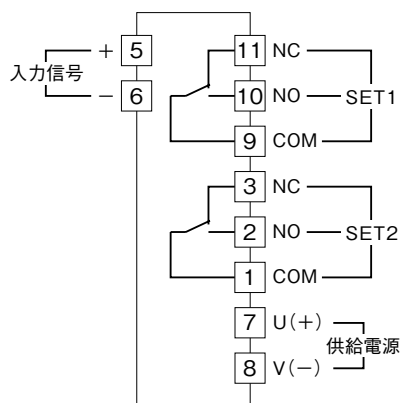 + 5
入力信号
− 6
11 NC
10 NO SET1
9 COM
3 NC
2 NO SET2
1 COM
7 U(+)
供給電源
8 V(−)